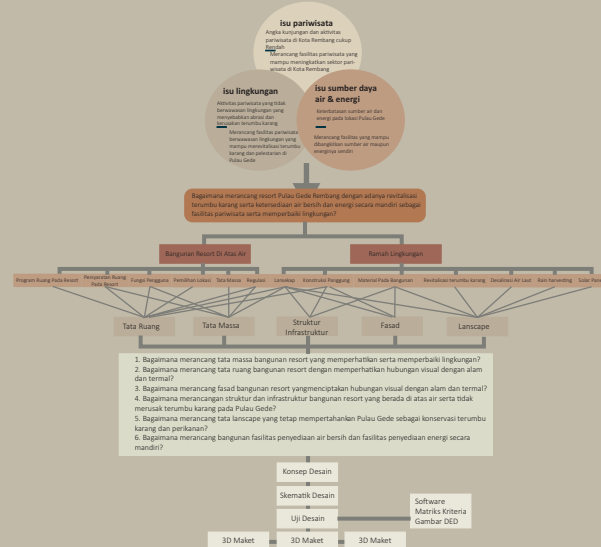 isu pariwisata
Angka kunjungan dan aktivitas
pariwisata di Kota Rembang cukup
Rendah
Merancang fasilitas pariwisata yang
mampu meningkatkan sektor pari-
wisata di Kota Rembang
isu lingkungan
Aktivitas pariwisata yang tidak
berwawasan lingkungan yang
menyebabkan abrasi dan
kerusakan terumbu karang
Merancang fasilitas pariwisata
berwawasan lingkungan yang
mampu merevitalisasi terumbu
karang dan pelestarian di
Pulau Gede
isu sumber daya
air & energi
Keterbatasan sumber air dan
energi pada lokasi Pulau Gede
Merancang fasilitas yang mampu
dibangkitkan sumber air maupun
energinya sendiri
Bagaimana merancang resort Pulau Gede Rembang dengan adanya revitalisasi
terumbu karang serta ketersediaan air bersih dan energi secara mandiri sebagai
fasilitas pariwisata serta memperbaiki lingkungan?
Bangunan Resort Di Atas Air
Ramah Lingkungan
Program Ruang Pada Resort
Persyaratan Ruang
Pada Resort
Fungsi Pengguna
Pemilihan Lokasi
Tata Massa
Regulasi
Lansekap
Konstruksi Panggung
Material Pada Bangunan
Revitalisasi terumbu karang
Desalinasi Air Laut
Rain harvesting
Solar Panel
Tata Ruang
Tata Massa
Struktur
Infrastruktur
Fasad
Lanscape
1. Bagaimana merancang tata massa bangunan resort yang memperhatikan serta memperbaiki lingkungan?
2. Bagaimana merancang tata ruang bangunan resort dengan memperhatikan hubungan visual dengan alam
dan termal?
3. Bagaimana merancang fasad bangunan resort yangmenciptakan hubungan visual dengan alam dan termal?
4. Bagaimana merancangan struktur dan infrastruktur bangunan resort yang berada di atas air serta tidak
merusak terumbu karang pada Pulau Gede?
5. Bagaimana merancang tata lanscape yang tetap mempertahankan Pulau Gede sebagai konservasi terumbu
karang dan perikanan?
6. Bagaimana merancang bangunan fasilitas penyediaan air bersih dan fasilitas penyediaan energi secara
mandiri?
Konsep Desain
Skematik Desain
Uji Desain
Software
Matriks Kriteria
Gambar DED
3D Maket
3D Maket
3D Maket